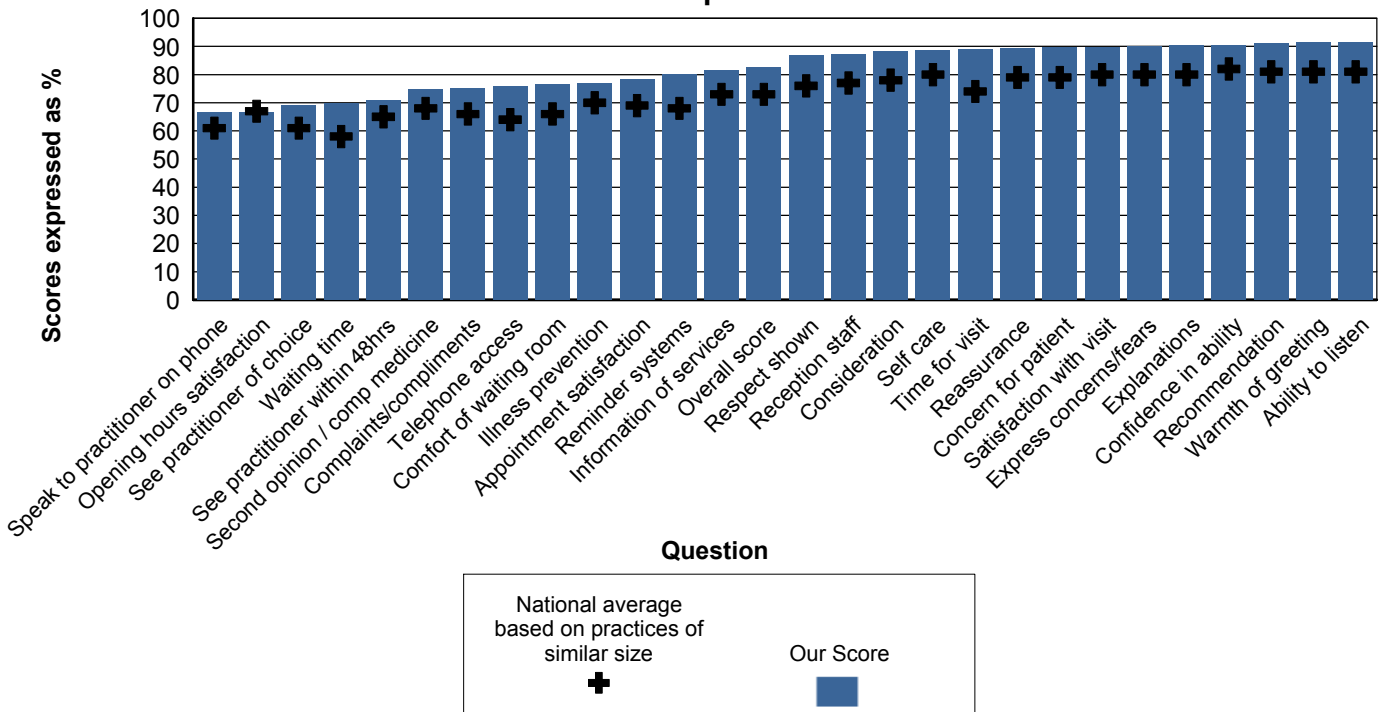 100
90
80
70
60
50
40
30
20
10
0
Scores expressed as %
Speak to practitioner on phone
Opening hours satisfaction
See practitioner of choice
Waiting time
See practitioner within 48hrs
Second opinion / comp medicine
Complaints/compliments
Telephone access
Comfort of waiting room
Illness prevention
Appointment satisfaction
Reminder systems
Information of services
Overall score
Respect shown
Reception staff
Consideration
Self care
Time for visit
Reassurance
Concern for patient
Satisfaction with visit
Express concerns/fears
Explanations
Confidence in ability
Recommendation
Warmth of greeting
Ability to listen
Question
National average
based on practices of
similar size
Our Score